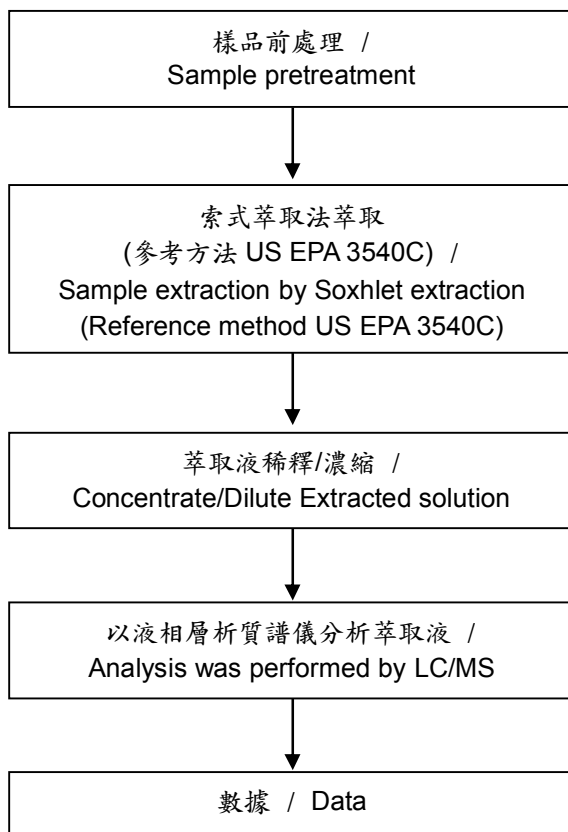 樣品前處理 /
Sample pretreatment
索式萃取法萃取
(參考方法 US EPA 3540C) /
Sample extraction by Soxhlet extraction
(Reference method US EPA 3540C)
萃取液稀釋/濃縮 /
Concentrate/Dilute Extracted solution
以液相層析質譜儀分析萃取液 /
Analysis was performed by LC/MS
數據 / Data